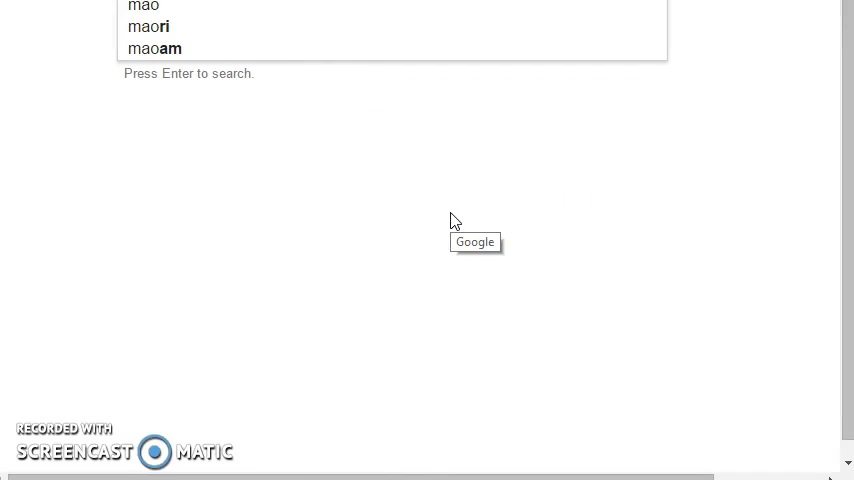 mao
maori
maoam
Press Enter to search.
Google
RECORDED WITH
SCREENCAST MATIC